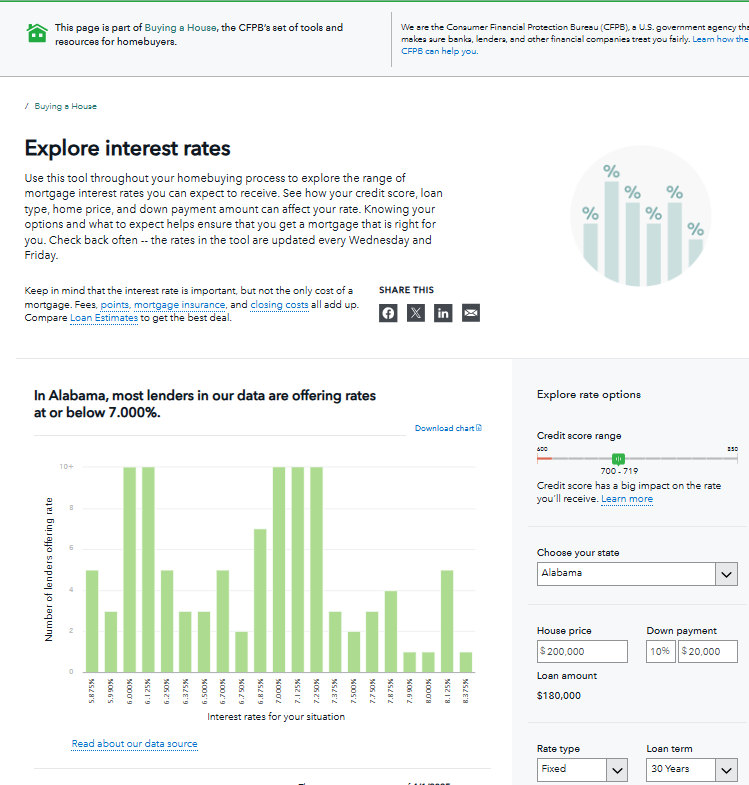 This page is part of Buying a House, the CFPB's set of tools and
resources for homebuyers.
We are the Consumer Financial Protection Bureau (CFPB), a U.S. government agency tha
makes sure banks, lenders, and other financial companies treat you fairly. Learn how the
CFPB can help you.
/ Buying a House
Explore interest rates
Use this tool throughout your homebuying process to explore the range of
mortgage interest rates you can expect to receive. See how your credit score, loan
type, home price, and down payment amount can affect your rate. Knowing your
options and what to expect helps ensure that you get a mortgage that is right for
you. Check back often -- the rates in the tool are updated every Wednesday and
Friday.
% % % % % %
Keep in mind that the interest rate is important, but not the only cost of a
mortgage. Fees, points, mortgage insurance, and closing costs all add up.
Compare Loan Estimates to get the best deal.
SHARE THIS
f X in
In Alabama, most lenders in our data are offering rates
at or below 7.000%.
Download chart
Number of lenders offering rate
10+
8
6
4
2
0
5.875% 5.990% 6.000% 6.125% 6.250% 6.375% 6.500% 6.700% 6.750% 6.875% 7.000% 7.125% 7.250% 7.375% 7.500% 7.750% 7.875% 7.990% 8.000% 8.125% 8.375%
Interest rates for your situation
Read about our data source
Explore rate options
Credit score range
600 850
700 - 719
Credit score has a big impact on the rate
you'll receive. Learn more
Choose your state
Alabama
House price Down payment
$ 200,000 10% $ 20,000
Loan amount
$180,000
Rate type Loan term
Fixed 30 Years